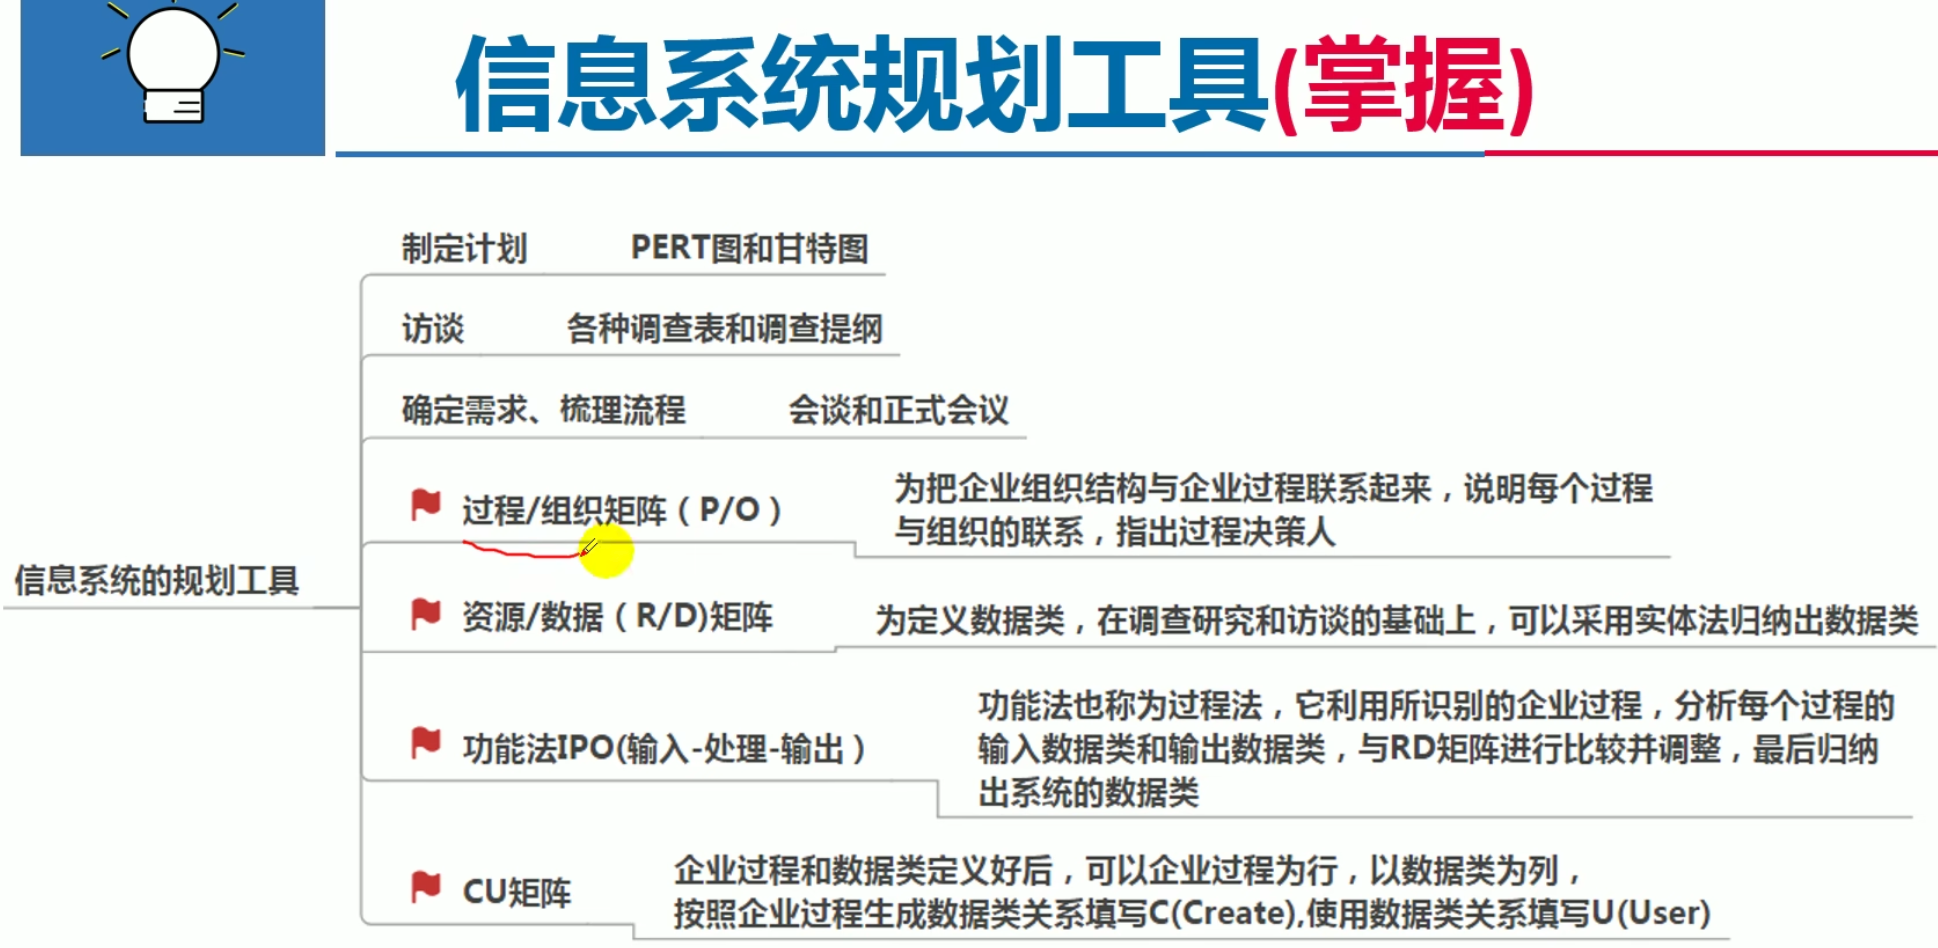 信息系统规划工具(掌握)
制定计划 PERT图和甘特图
访谈 各种调查表和调查提纲
确定需求、梳理流程 会谈和正式会议
过程/组织矩阵（P/O） 为把企业组织结构与企业过程联系起来，说明每个过程
与组织的联系，指出过程决策人
信息系统的规划工具
资源/数据（R/D)矩阵 为定义数据类，在调查研究和访谈的基础上，可以采用实体法归纳出数据类
功能法IPO(输入-处理-输出） 功能法也称为过程法，它利用所识别的企业过程，分析每个过程的
输入数据类和输出数据类，与RD矩阵进行比较并调整，最后归纳
出系统的数据类
CU矩阵 企业过程和数据类定义好后，可以企业过程为行，以数据类为列，
按照企业过程生成数据类关系填写C(Create),使用数据类关系填写U(User)